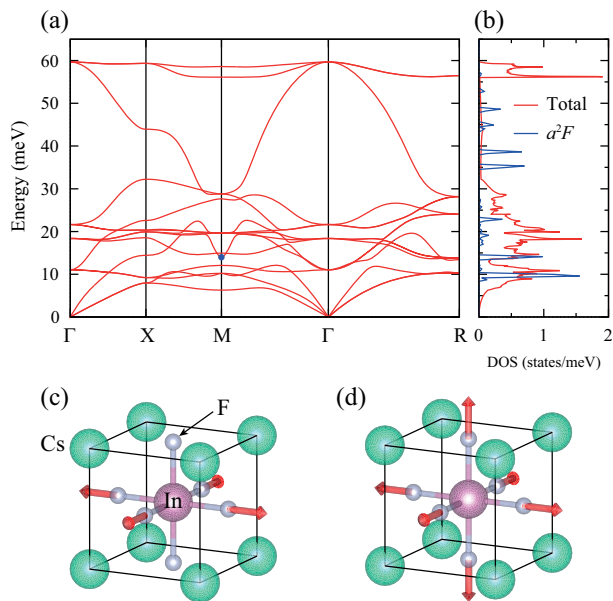 (a)
(b)
Energy (meV)
60
50
40
30
20
10
0
Γ
X
M
Γ
R
Total
a²F
0
1
2
DOS (states/meV)
(c)
F
(d)
Cs
In